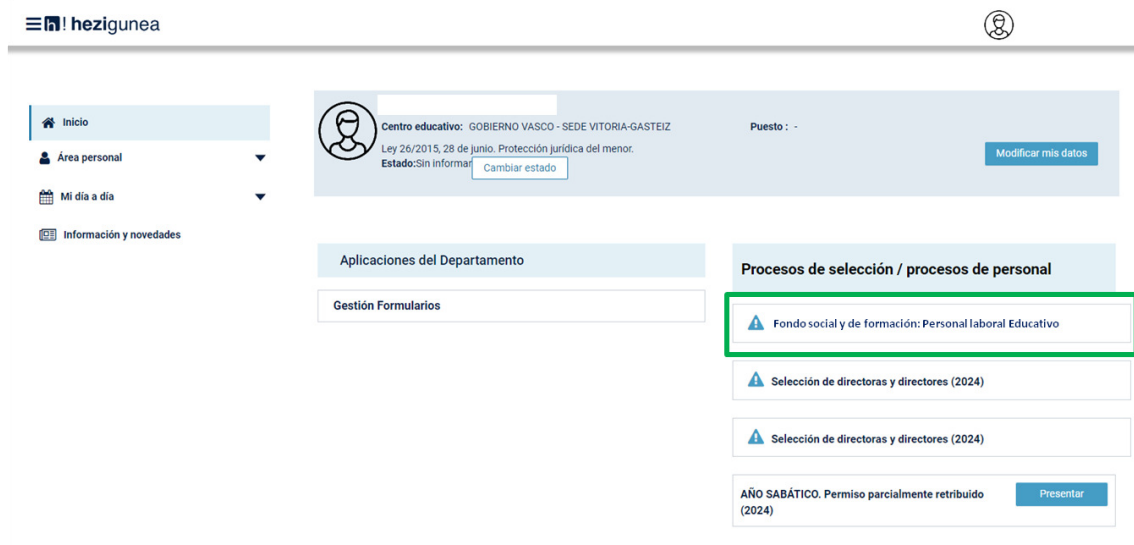 h! hezigunea
Inicio
Área personal
Mi día a día
Información y novedades
Centro educativo: GOBIERNO VASCO - SEDE VITORIA-GASTEIZ
Puesto : -
Ley 26/2015, 28 de junio. Protección jurídica del menor.
Estado:Sin informar
Cambiar estado
Modificar mis datos
Aplicaciones del Departamento
Gestión Formularios
Procesos de selección / procesos de personal
Fondo social y de formación: Personal laboral Educativo
Selección de directoras y directores (2024)
Selección de directoras y directores (2024)
AÑO SABÁTICO. Permiso parcialmente retribuido
(2024)
Presentar